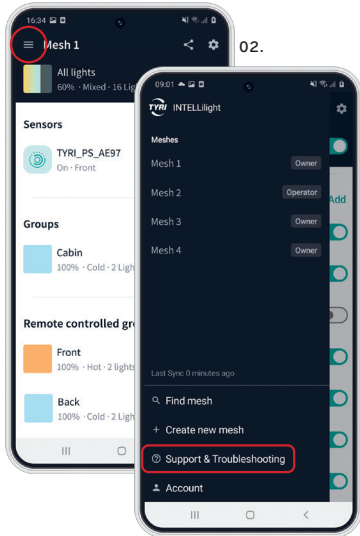 16:34
Mesh 1
All lights
60% · Mixed · 16 Lig
Sensors
TYRI_PS_AE97
On · Front
Groups
Cabin
100% · Cold · 2 Ligh
Remote controlled gr
Front
100% · Hot · 2 lights
Back
100% · Cold · 2 Ligh
02.
09:01
TYRI INTELLilight
Meshes
Mesh 1 Owner
Mesh 2 Operator
Mesh 3 Owner
Mesh 4 Owner
Add
Last Sync 0 minutes ago
Find mesh
+ Create new mesh
Support & Troubleshooting
Account